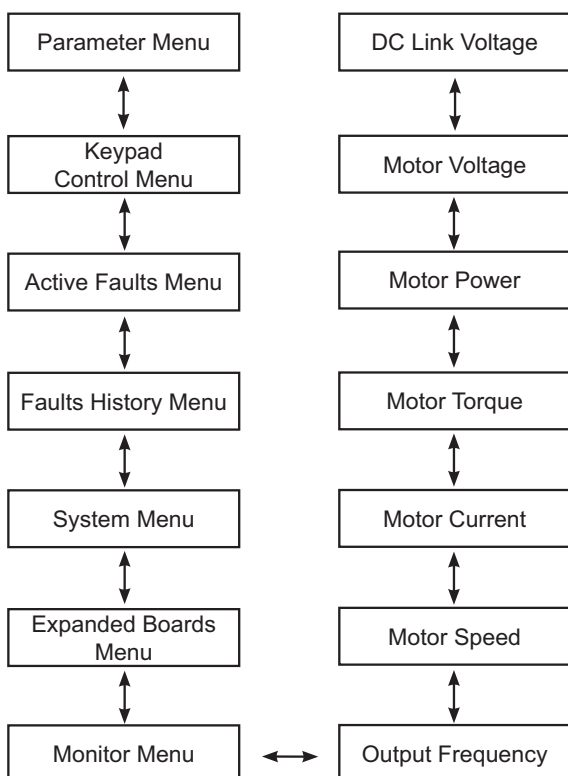 Parameter Menu
Keypad
Control Menu
Active Faults Menu
Faults History Menu
System Menu
Expanded Boards
Menu
Monitor Menu
DC Link Voltage
Motor Voltage
Motor Power
Motor Torque
Motor Current
Motor Speed
Output Frequency